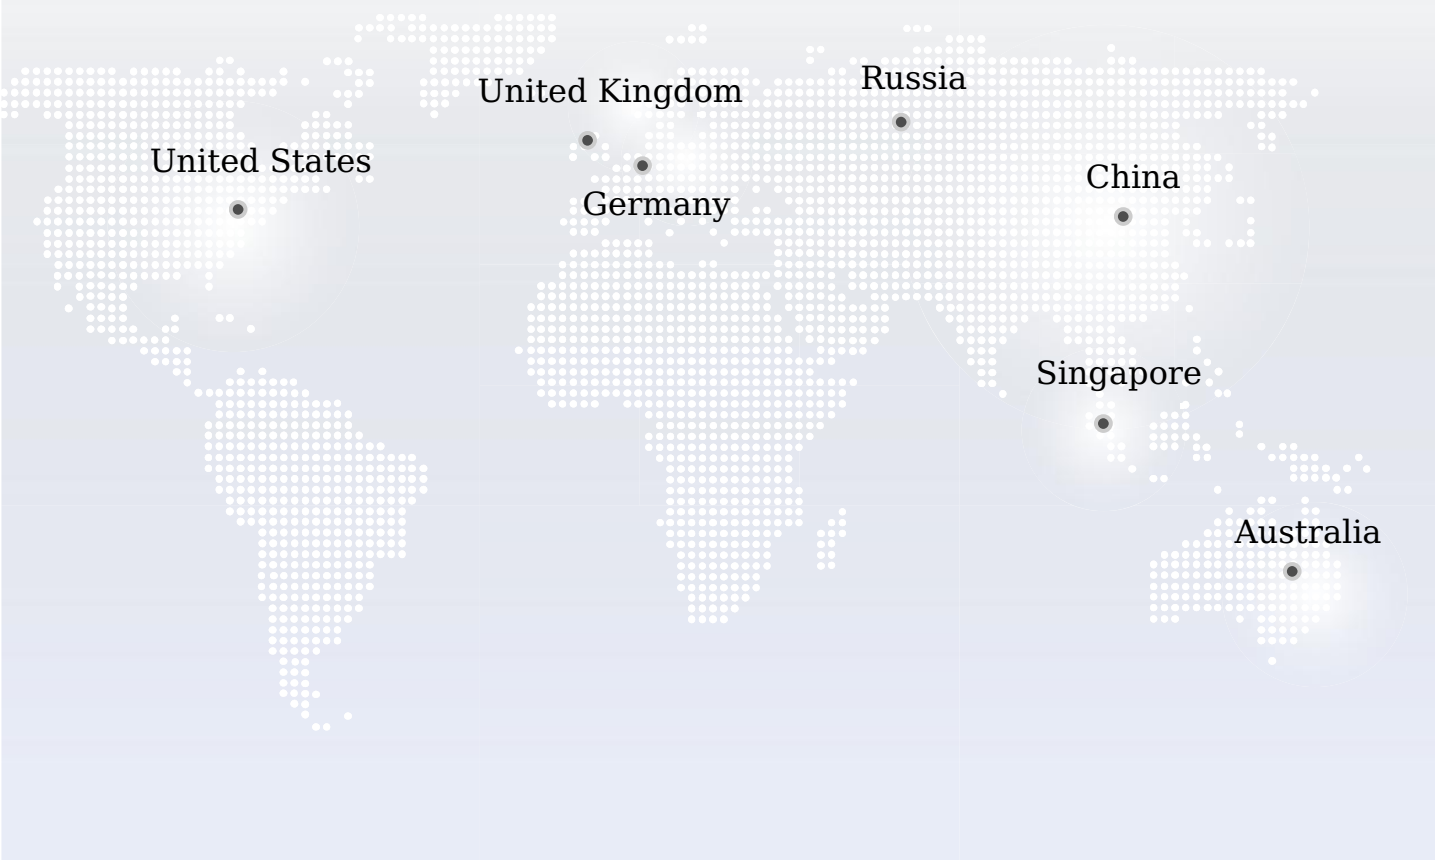 Russia
United Kingdom
United States
China
Germany
Singapore
Australia